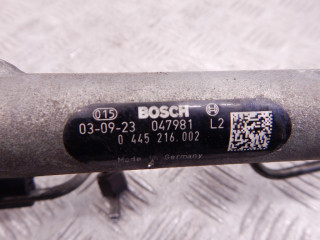 015 BOSCH
03-09-23 047981 L2
0 445 216 002
Made in Germany